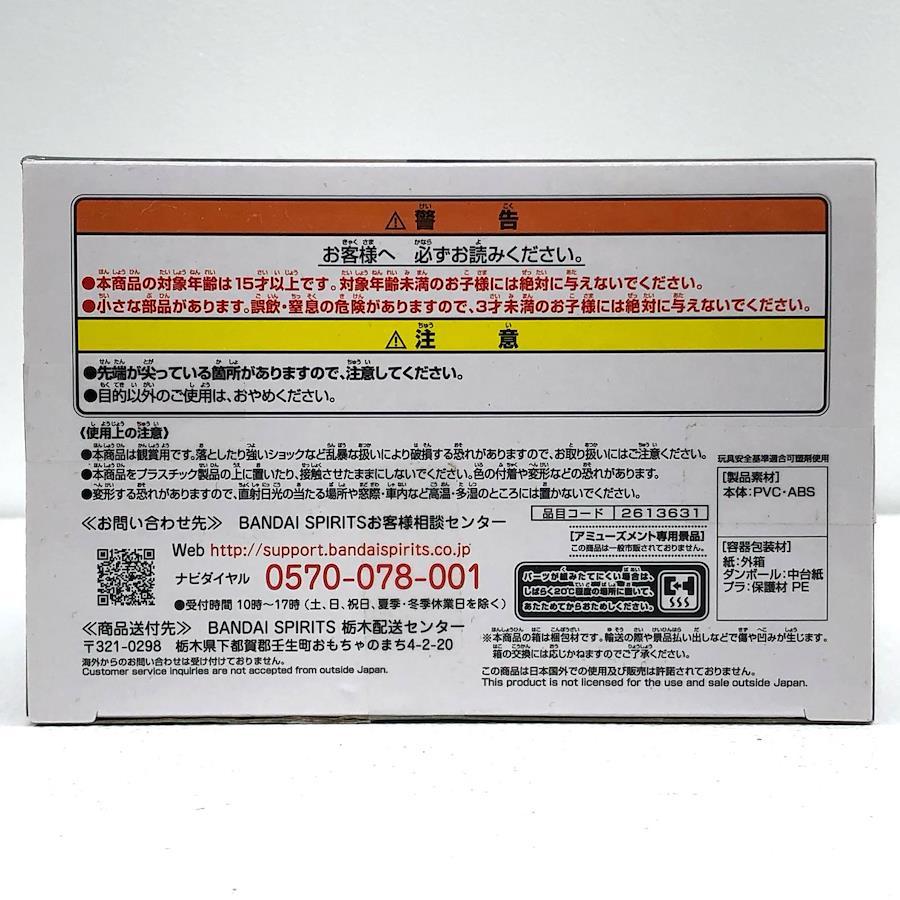 ⚠警告
お客様へ 必ずお読みください。
●本商品の対象年齢は15才以上です。対象年齢未満のお子様には絶対に与えないでください。
●小さな部品があります。誤飲・窒息の危険がありますので、3才未満のお子様には絶対に与えないでください。
⚠注意
●先端が尖っている箇所がありますので、注意してください。
●目的以外のご使用は、おやめください。
〈使用上の注意〉
●本商品は観賞用です。落としたり強いショックなど乱暴な扱いにより破損する恐れがありますので、お取り扱いにはご注意ください。
●本商品をプラスチック製品の上に置いたり、接触させたままにしないでください。色の付着や変形などの恐れがあります。
●変形する恐れがありますので、直射日光の当たる場所や窓際・車内など高温・多湿のところには置かないでください。
≪お問い合わせ先≫ BANDAI SPIRITSお客様相談センター
Web http://support.bandaispirits.co.jp
ナビダイヤル 0570-078-001
●受付時間 10時〜17時(土、日、祝日、夏季・冬季休業日を除く)
≪商品送付先≫ BANDAI SPIRITS 栃木配送センター
〒321-0298 栃木県下都賀郡壬生町おもちゃのまち4-2-20
海外からのお問い合わせは受け付けておりません。
Customer service inquiries are not accepted from outside Japan.
品目コード 2613631
[アミューズメント専用景品]
この商品は一般市販されておりません。
パーツが組みたてにくい場合は、
しばらく20℃程度の場所に置いて、
あたためてからおためしください。
※本商品の箱は梱包材です。輸送の際や景品払い出しなどで傷や凹みが生じます。
箱の交換には応じかねますのでご了承ください。
この商品は日本国外での使用及び販売は許諾されておりません。
This product is not licensed for the use and sale outside Japan.
玩具安全基準適合可塑剤使用
[製品素材]
本体:PVC・ABS
[容器包装材]
紙:外箱
ダンボール:中台紙
プラ:保護材 PE